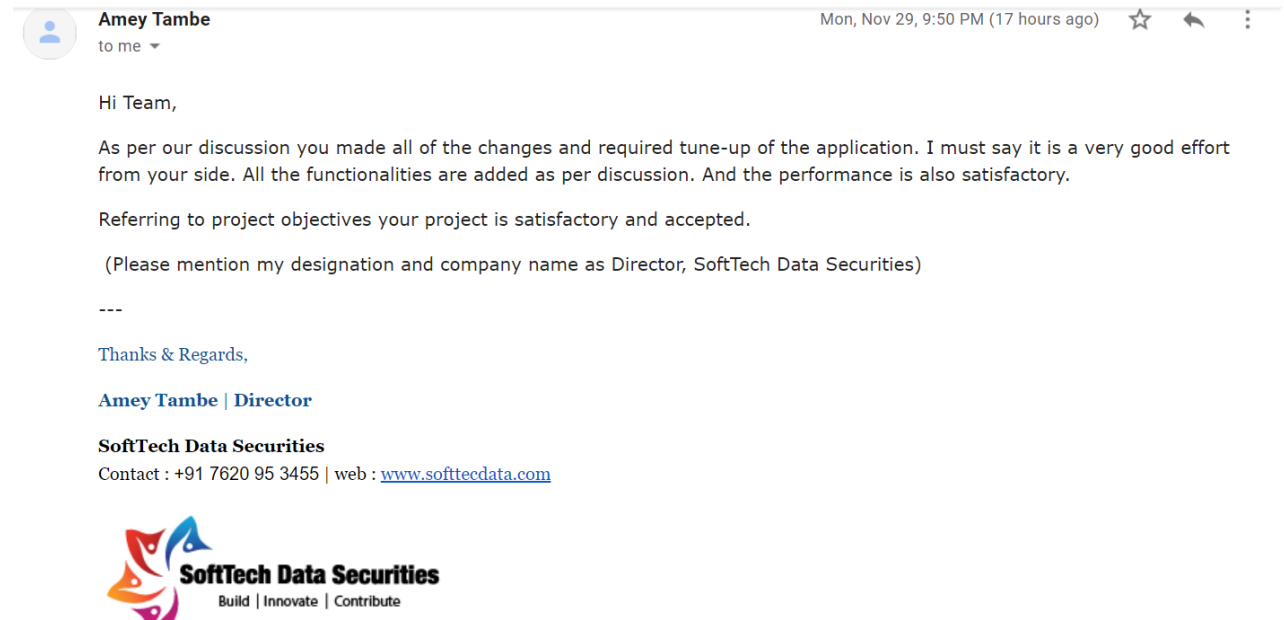 Amey Tambe
Mon, Nov 29, 9:50 PM (17 hours ago)
to me
Hi Team,
As per our discussion you made all of the changes and required tune-up of the application. I must say it is a very good effort
from your side. All the functionalities are added as per discussion. And the performance is also satisfactory.
Referring to project objectives your project is satisfactory and accepted.
(Please mention my designation and company name as Director, SoftTech Data Securities)
---
Thanks & Regards,
Amey Tambe | Director
SoftTech Data Securities
Contact : +91 7620 95 3455 | web : www.softtecdata.com
SoftTech Data Securities
Build | Innovate | Contribute